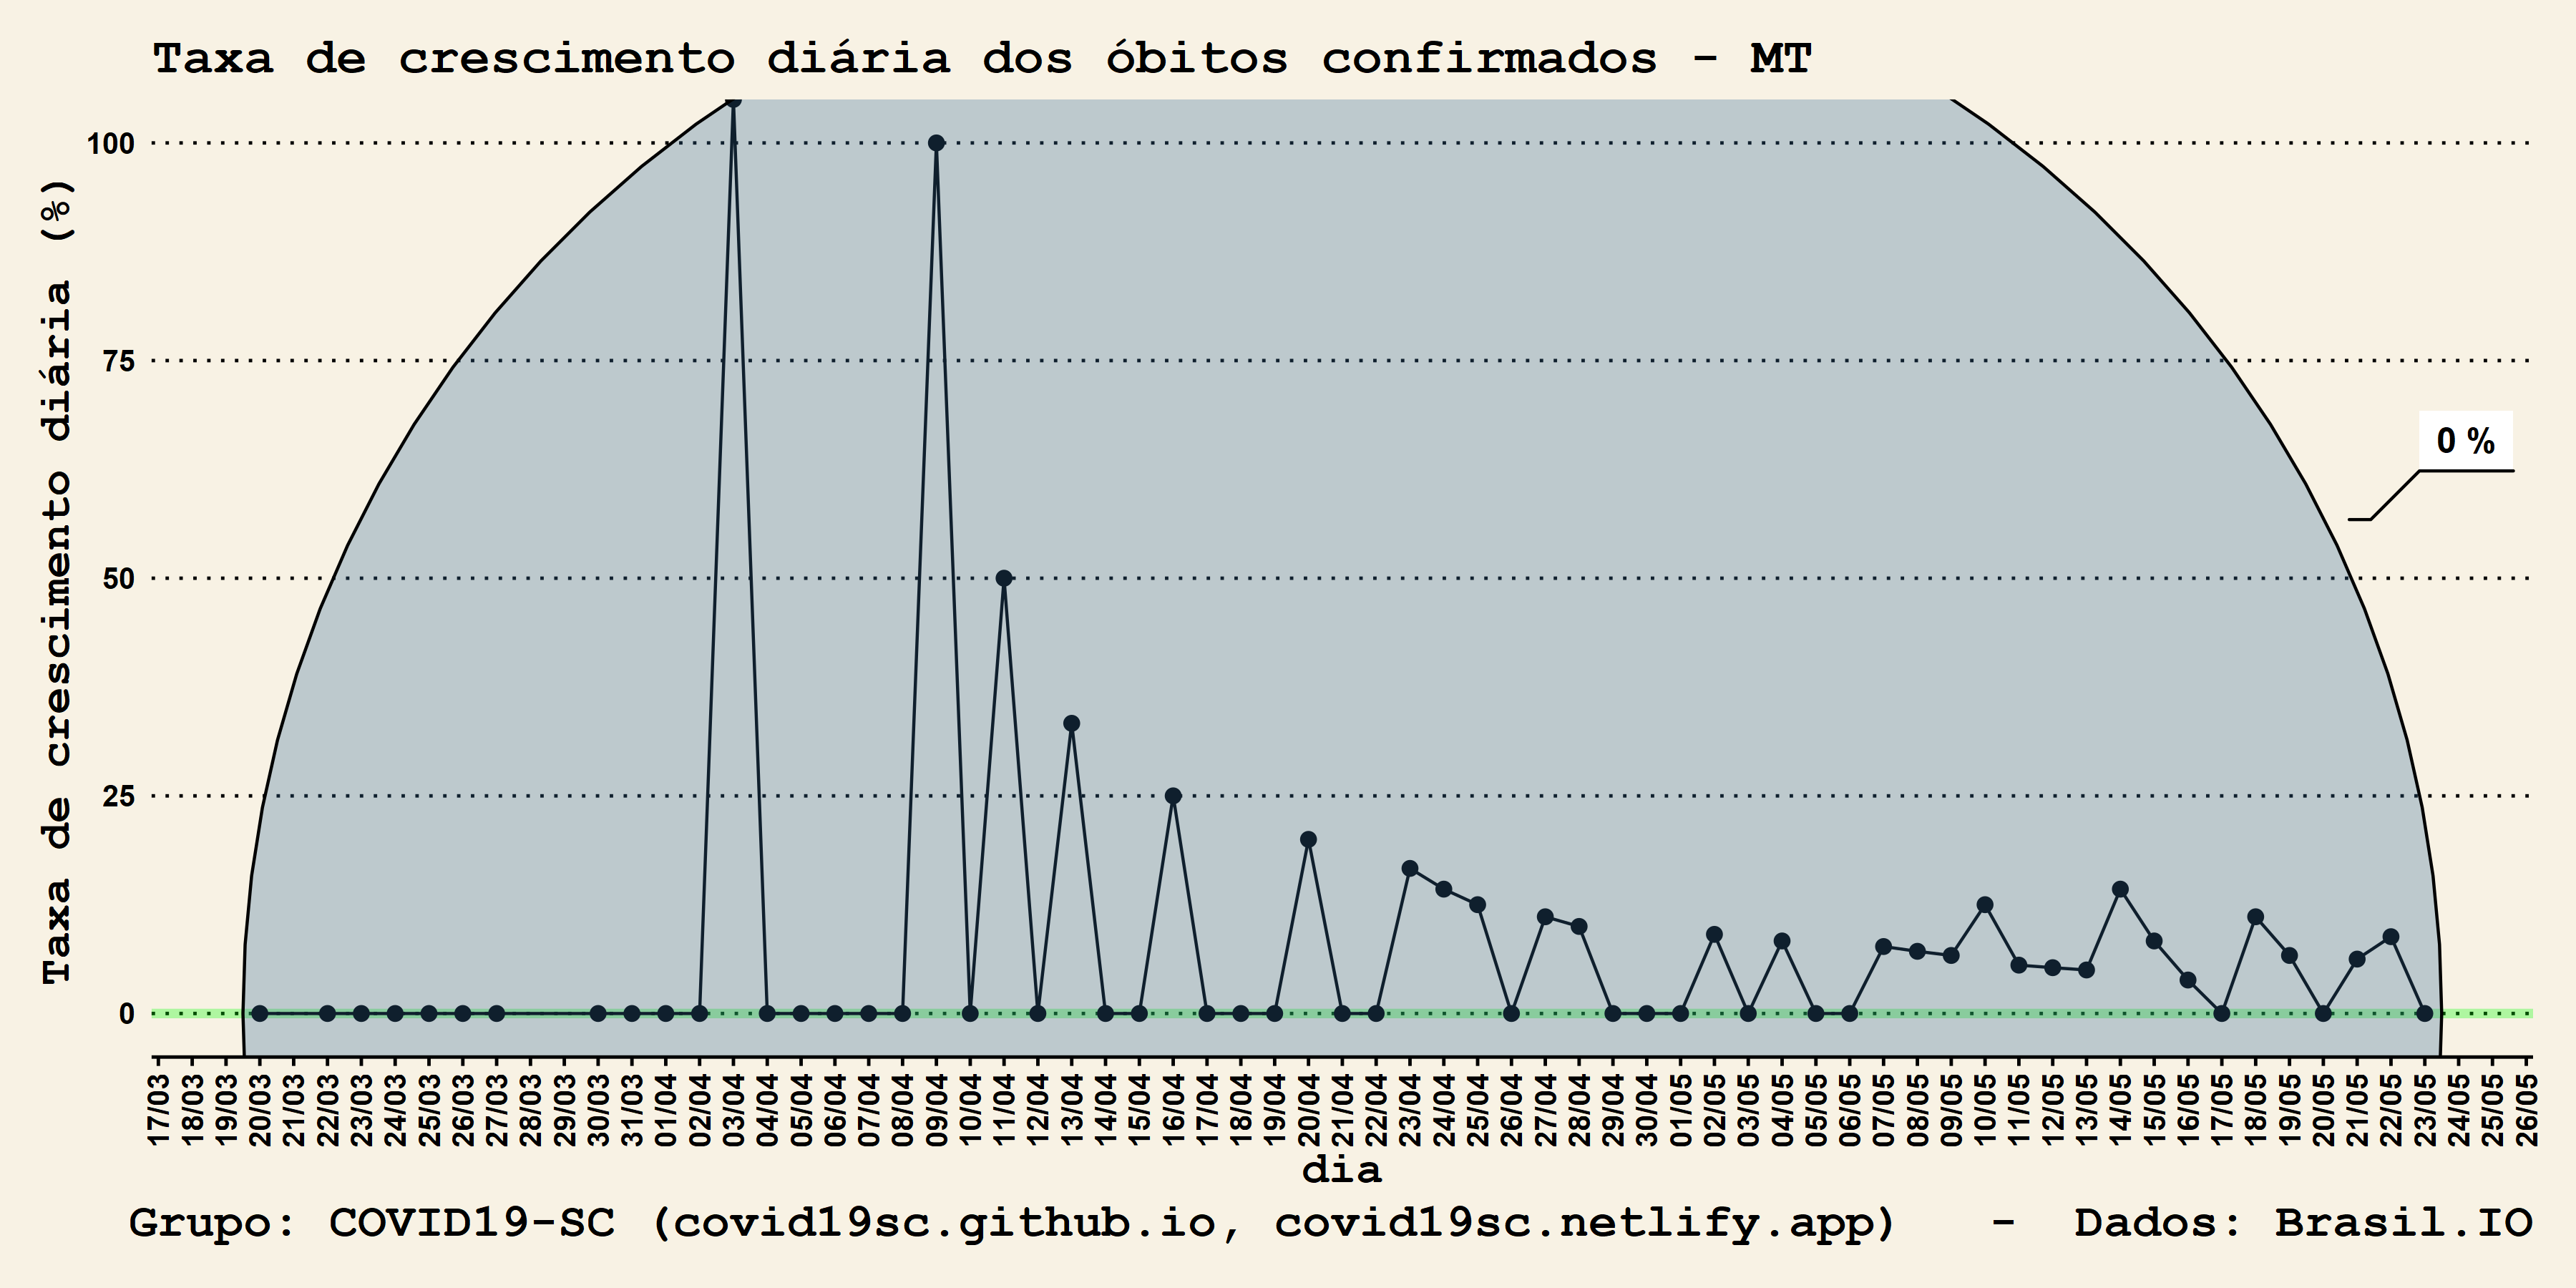 Taxa de crescimento diária dos óbitos confirmados - MT
Taxa de crescimento diária (%)
100
75
50
25
0
0 %
17/03 18/03 19/03 20/03 21/03 22/03 23/03 24/03 25/03 26/03 27/03 28/03 29/03 30/03 31/03 01/04 02/04 03/04 04/04 05/04 06/04 07/04 08/04 09/04 10/04 11/04 12/04 13/04 14/04 15/04 16/04 17/04 18/04 19/04 20/04 21/04 22/04 23/04 24/04 25/04 26/04 27/04 28/04 29/04 30/04 01/05 02/05 03/05 04/05 05/05 06/05 07/05 08/05 09/05 10/05 11/05 12/05 13/05 14/05 15/05 16/05 17/05 18/05 19/05 20/05 21/05 22/05 23/05 24/05 25/05 26/05
dia
Grupo: COVID19-SC (covid19sc.github.io, covid19sc.netlify.app) - Dados: Brasil.IO